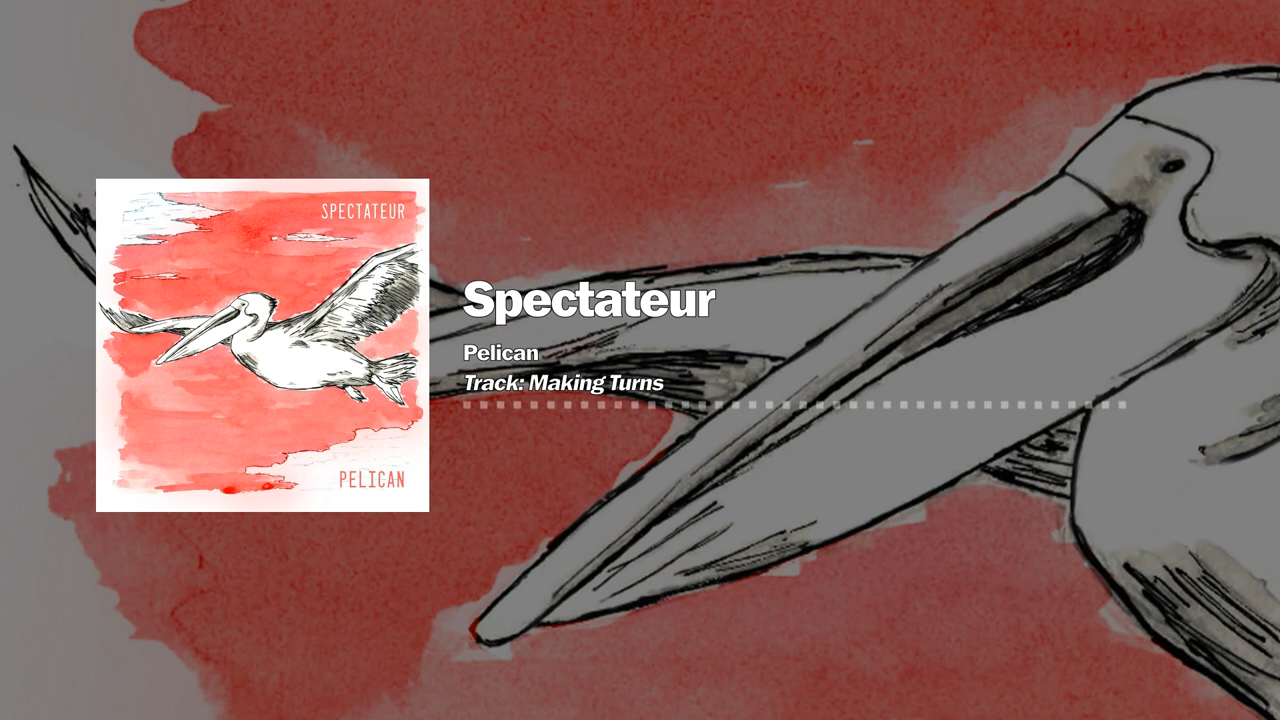 SPECTATEUR
PELICAN
Spectateur
Pelican
Track: Making Turns